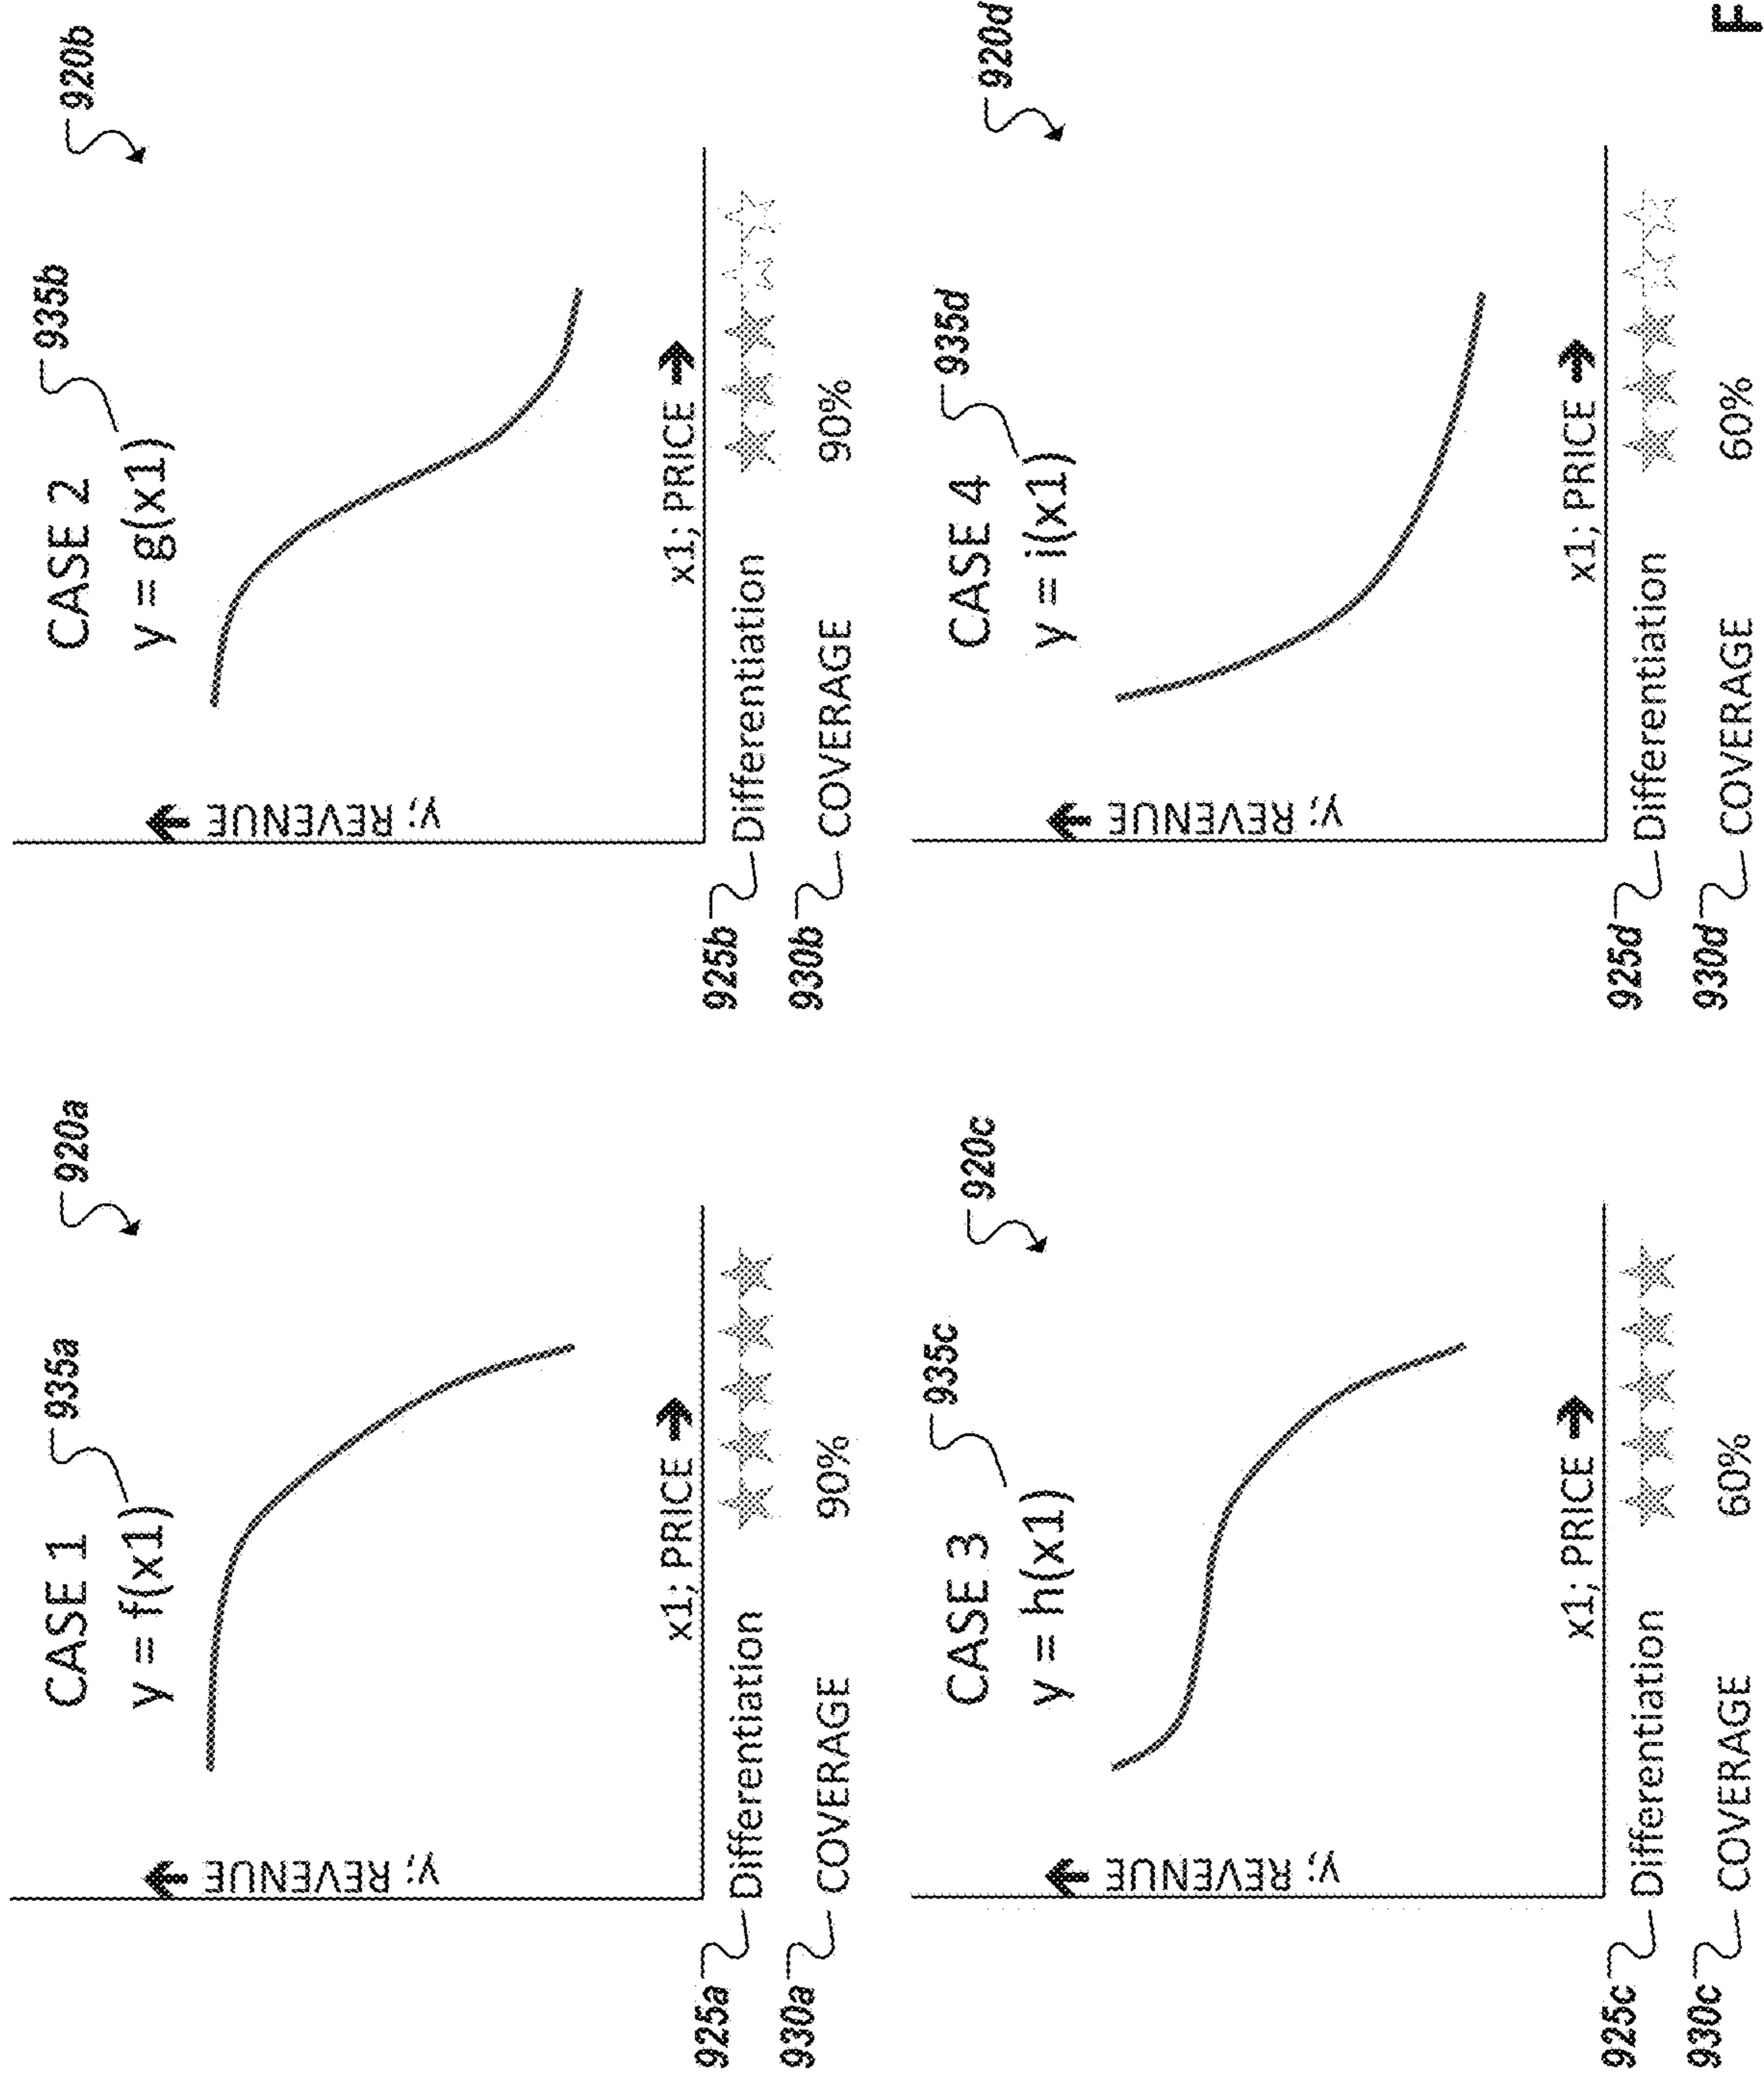 920a
CASE 1
935a
y = f(x1)
y; REVENUE
x1; PRICE
925a
Differentiation
930a
COVERAGE 90%
920b
CASE 2
935b
y = g(x1)
y; REVENUE
x1; PRICE
925b
Differentiation
930b
COVERAGE 90%
920c
CASE 3
935c
y = h(x1)
y; REVENUE
x1; PRICE
925c
Differentiation
930c
COVERAGE 60%
920d
CASE 4
935d
y = i(x1)
y; REVENUE
x1; PRICE
925d
Differentiation
930d
COVERAGE 60%
F